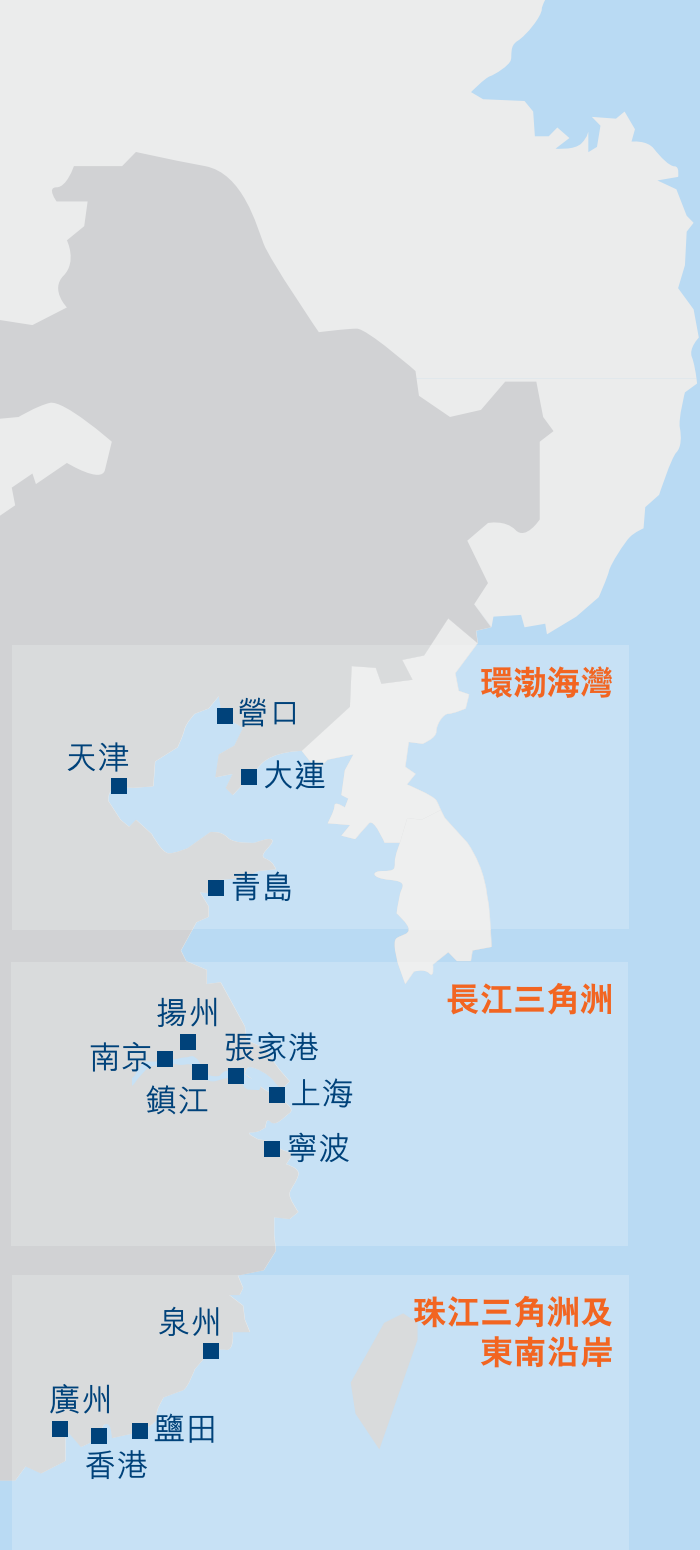 環渤海灣
營口
天津
大連
青島
長江三角洲
揚州
南京
張家港
鎮江
上海
寧波
珠江三角洲及
東南沿岸
泉州
廣州
鹽田
香港